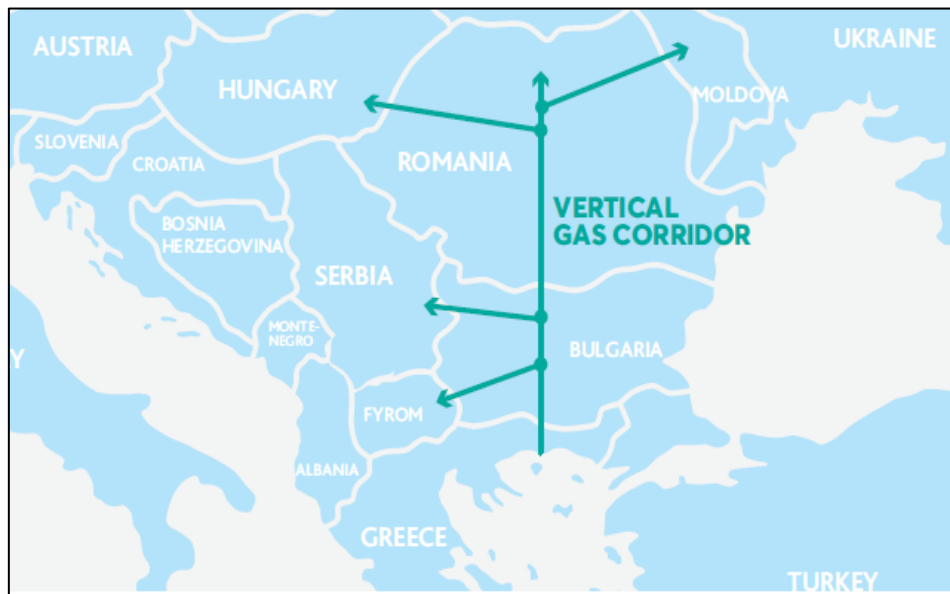 AUSTRIA
UKRAINE
HUNGARY
MOLDOVA
SLOVENIA
CROATIA
ROMANIA
BOSNIA
HERZEGOVINA
VERTICAL
GAS CORRIDOR
SERBIA
MONTE-
NEGRO
BULGARIA
Y
FYROM
ALBANIA
GREECE
TURKEY